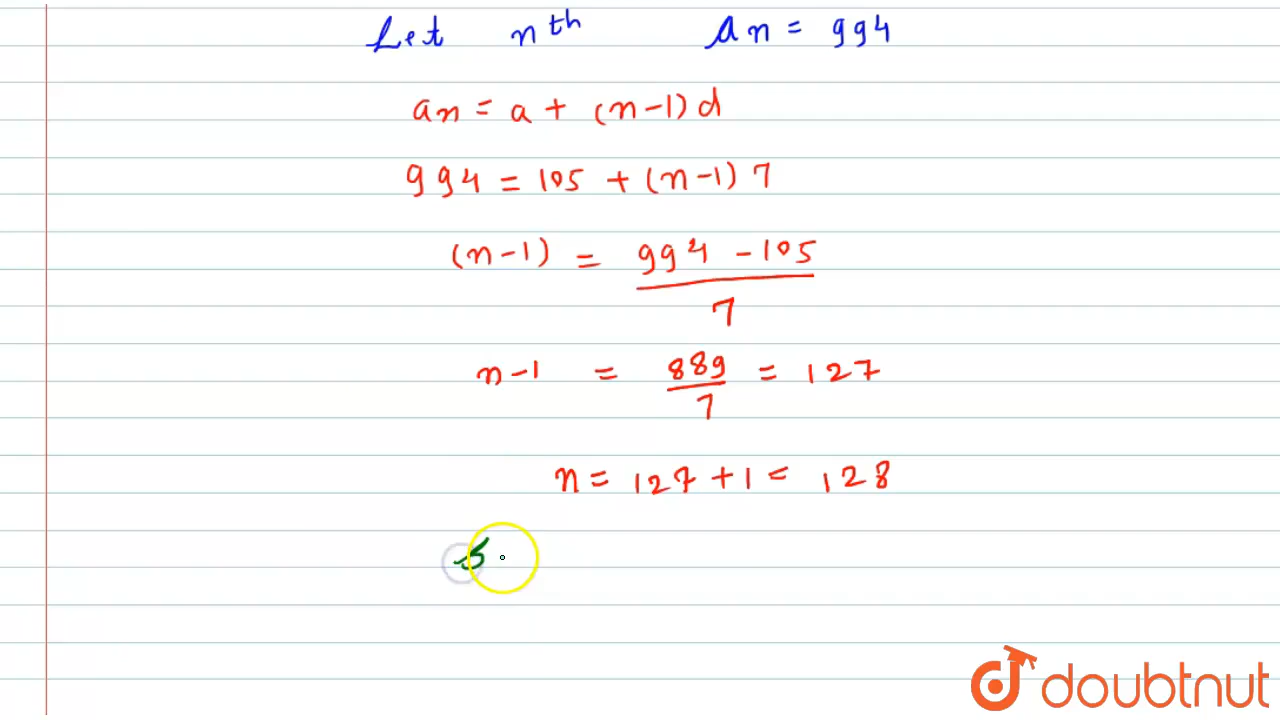 Let nth an = 994
an = a + (n-1)d
994 = 105 + (n-1) 7
(n-1) = 994 - 105 / 7
n-1 = 889/7 = 127
n = 127 + 1 = 128
S
doubtnut